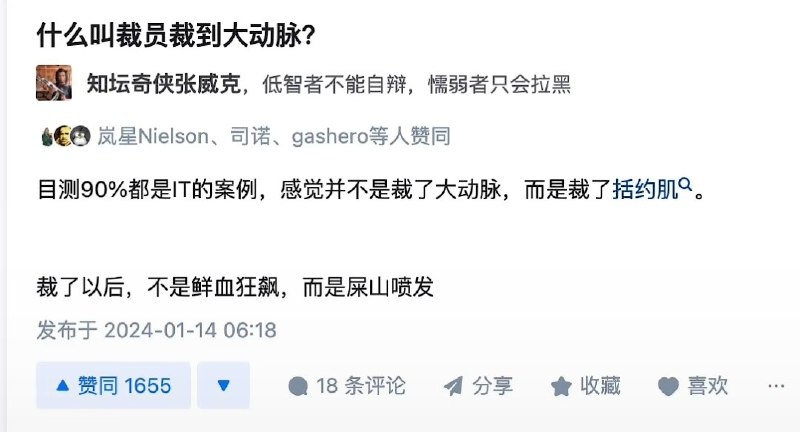 什么叫裁员裁到大动脉?
知坛奇侠张威克，低智者不能自辩，懦弱者只会拉黑
岚星Nielson、司诺、gashero等人赞同
目测90%都是IT的案例，感觉并不是裁了大动脉，而是裁了括约肌。
裁了以后，不是鲜血狂飙，而是屎山喷发
发布于 2024-01-14 06:18
赞同 1655
18 条评论
分享
收藏
喜欢